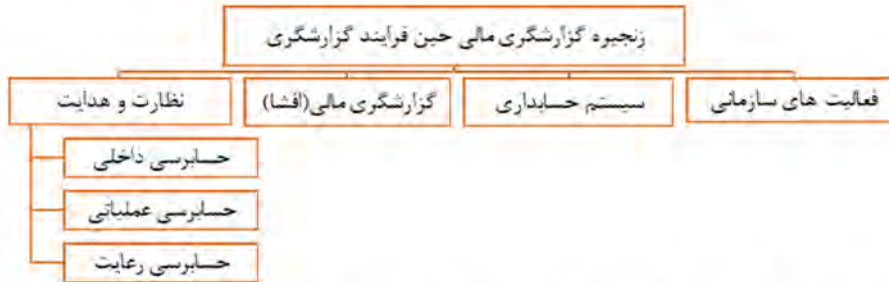 زنجیره گزارشگری مالی حین فرایند گزارشگری
فعالیت های سازمانی
سیستم حسابداری
گزارشگری مالی(افشا)
نظارت و هدایت
حسابرسی داخلی
حسابرسی عملیاتی
حسابرسی رعایت